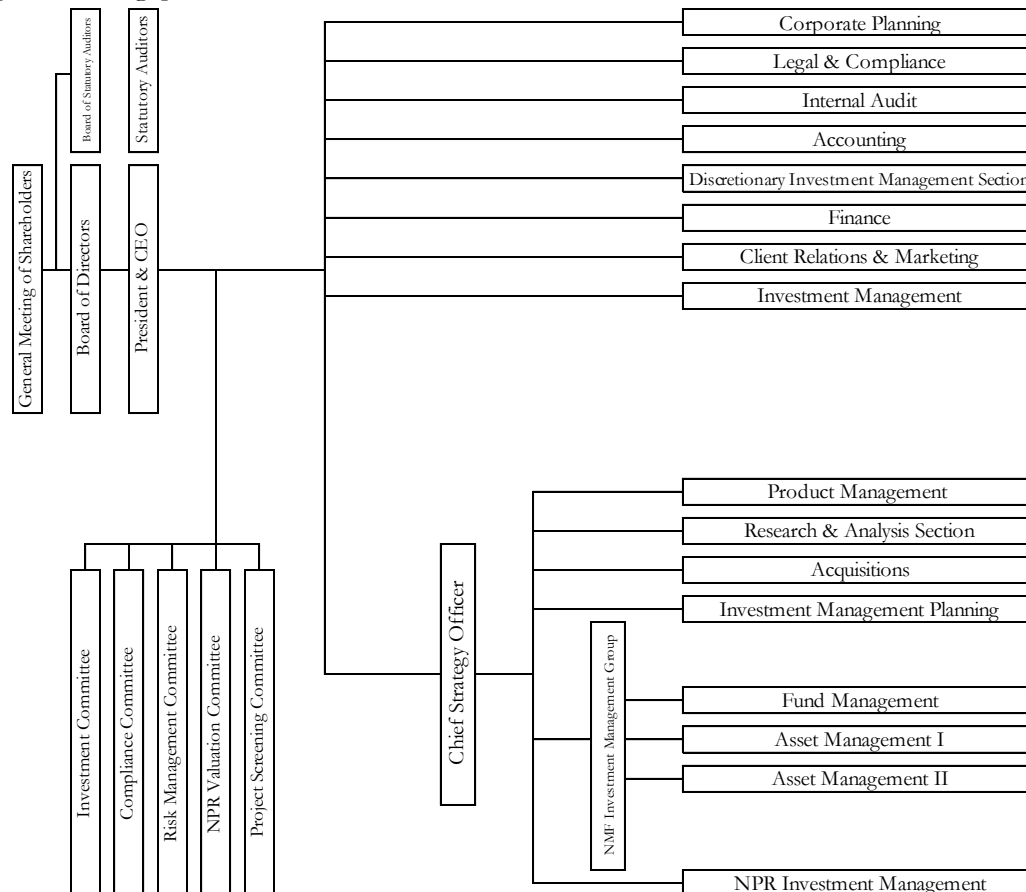 Corporate Planning
Legal & Compliance
Internal Audit
Accounting
Discretionary Investment Management Section
Finance
Client Relations & Marketing
Investment Management
Board of Statutory Auditors
Statutory Auditors
General Meeting of Shareholders
Board of Directors
President & CEO
Product Management
Research & Analysis Section
Acquisitions
Investment Management Planning
Chief Strategy Officer
NMF Investment Management Group
Fund Management
Asset Management I
Asset Management II
NPR Investment Management
Investment Committee
Compliance Committee
Risk Management Committee
NPR Valuation Committee
Project Screening Committee